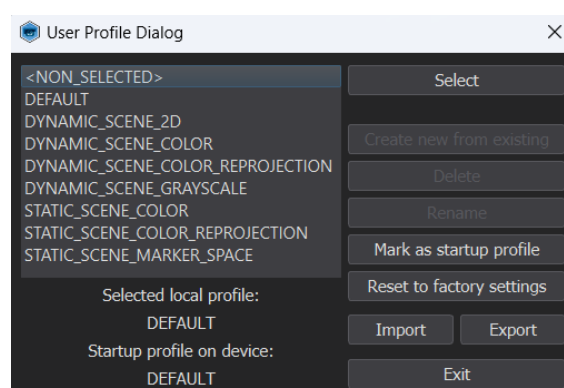 User Profile Dialog
<NON_SELECTED>
DEFAULT
DYNAMIC_SCENE_2D
DYNAMIC_SCENE_COLOR
DYNAMIC_SCENE_COLOR_REPROJECTION
DYNAMIC_SCENE_GRAYSCALE
STATIC_SCENE_COLOR
STATIC_SCENE_COLOR_REPROJECTION
STATIC_SCENE_MARKER_SPACE
Selected local profile:
DEFAULT
Startup profile on device:
DEFAULT
Select
Create new from existing
Delete
Rename
Mark as startup profile
Reset to factory settings
Import Export
Exit